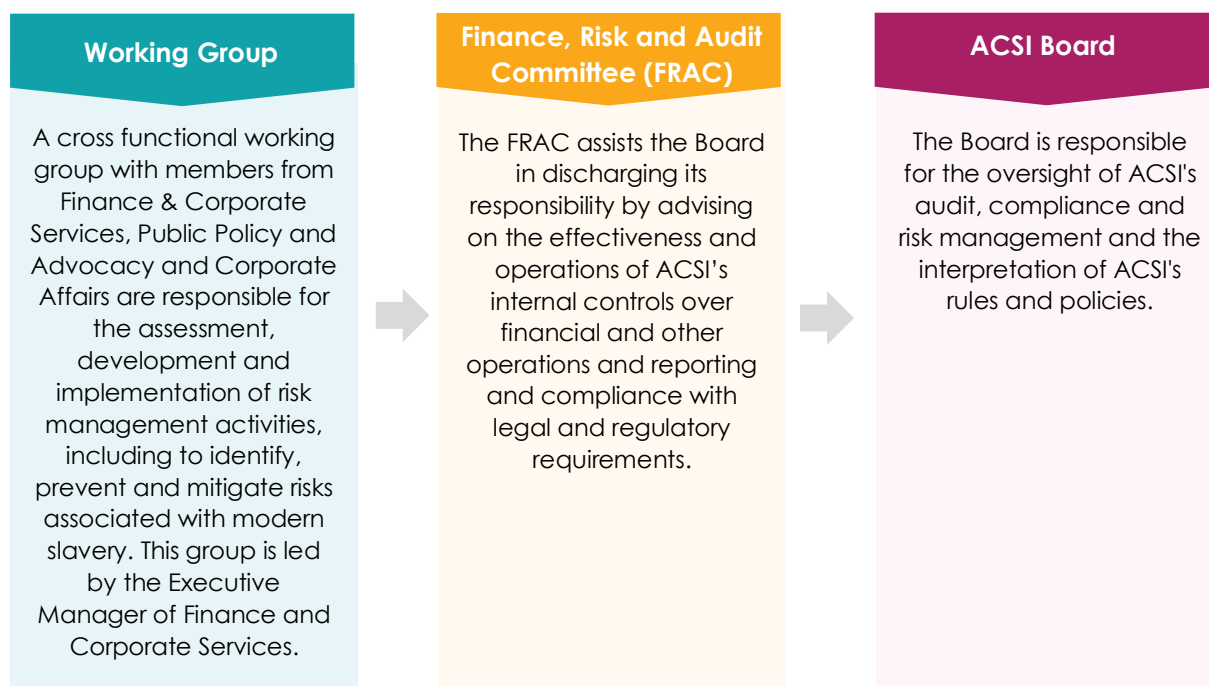 Working Group
A cross functional working
group with members from
Finance & Corporate
Services, Public Policy and
Advocacy and Corporate
Affairs are responsible for
the assessment,
development and
implementation of risk
management activities,
including to identify,
prevent and mitigate risks
associated with modern
slavery. This group is led
by the Executive
Manager of Finance and
Corporate Services.
Finance, Risk and Audit
Committee (FRAC)
The FRAC assists the Board
in discharging its
responsibility by advising
on the effectiveness and
operations of ACSI’s
internal controls over
financial and other
operations and reporting
and compliance with
legal and regulatory
requirements.
ACSI Board
The Board is responsible
for the oversight of ACSI's
audit, compliance and
risk management and the
interpretation of ACSI's
rules and policies.